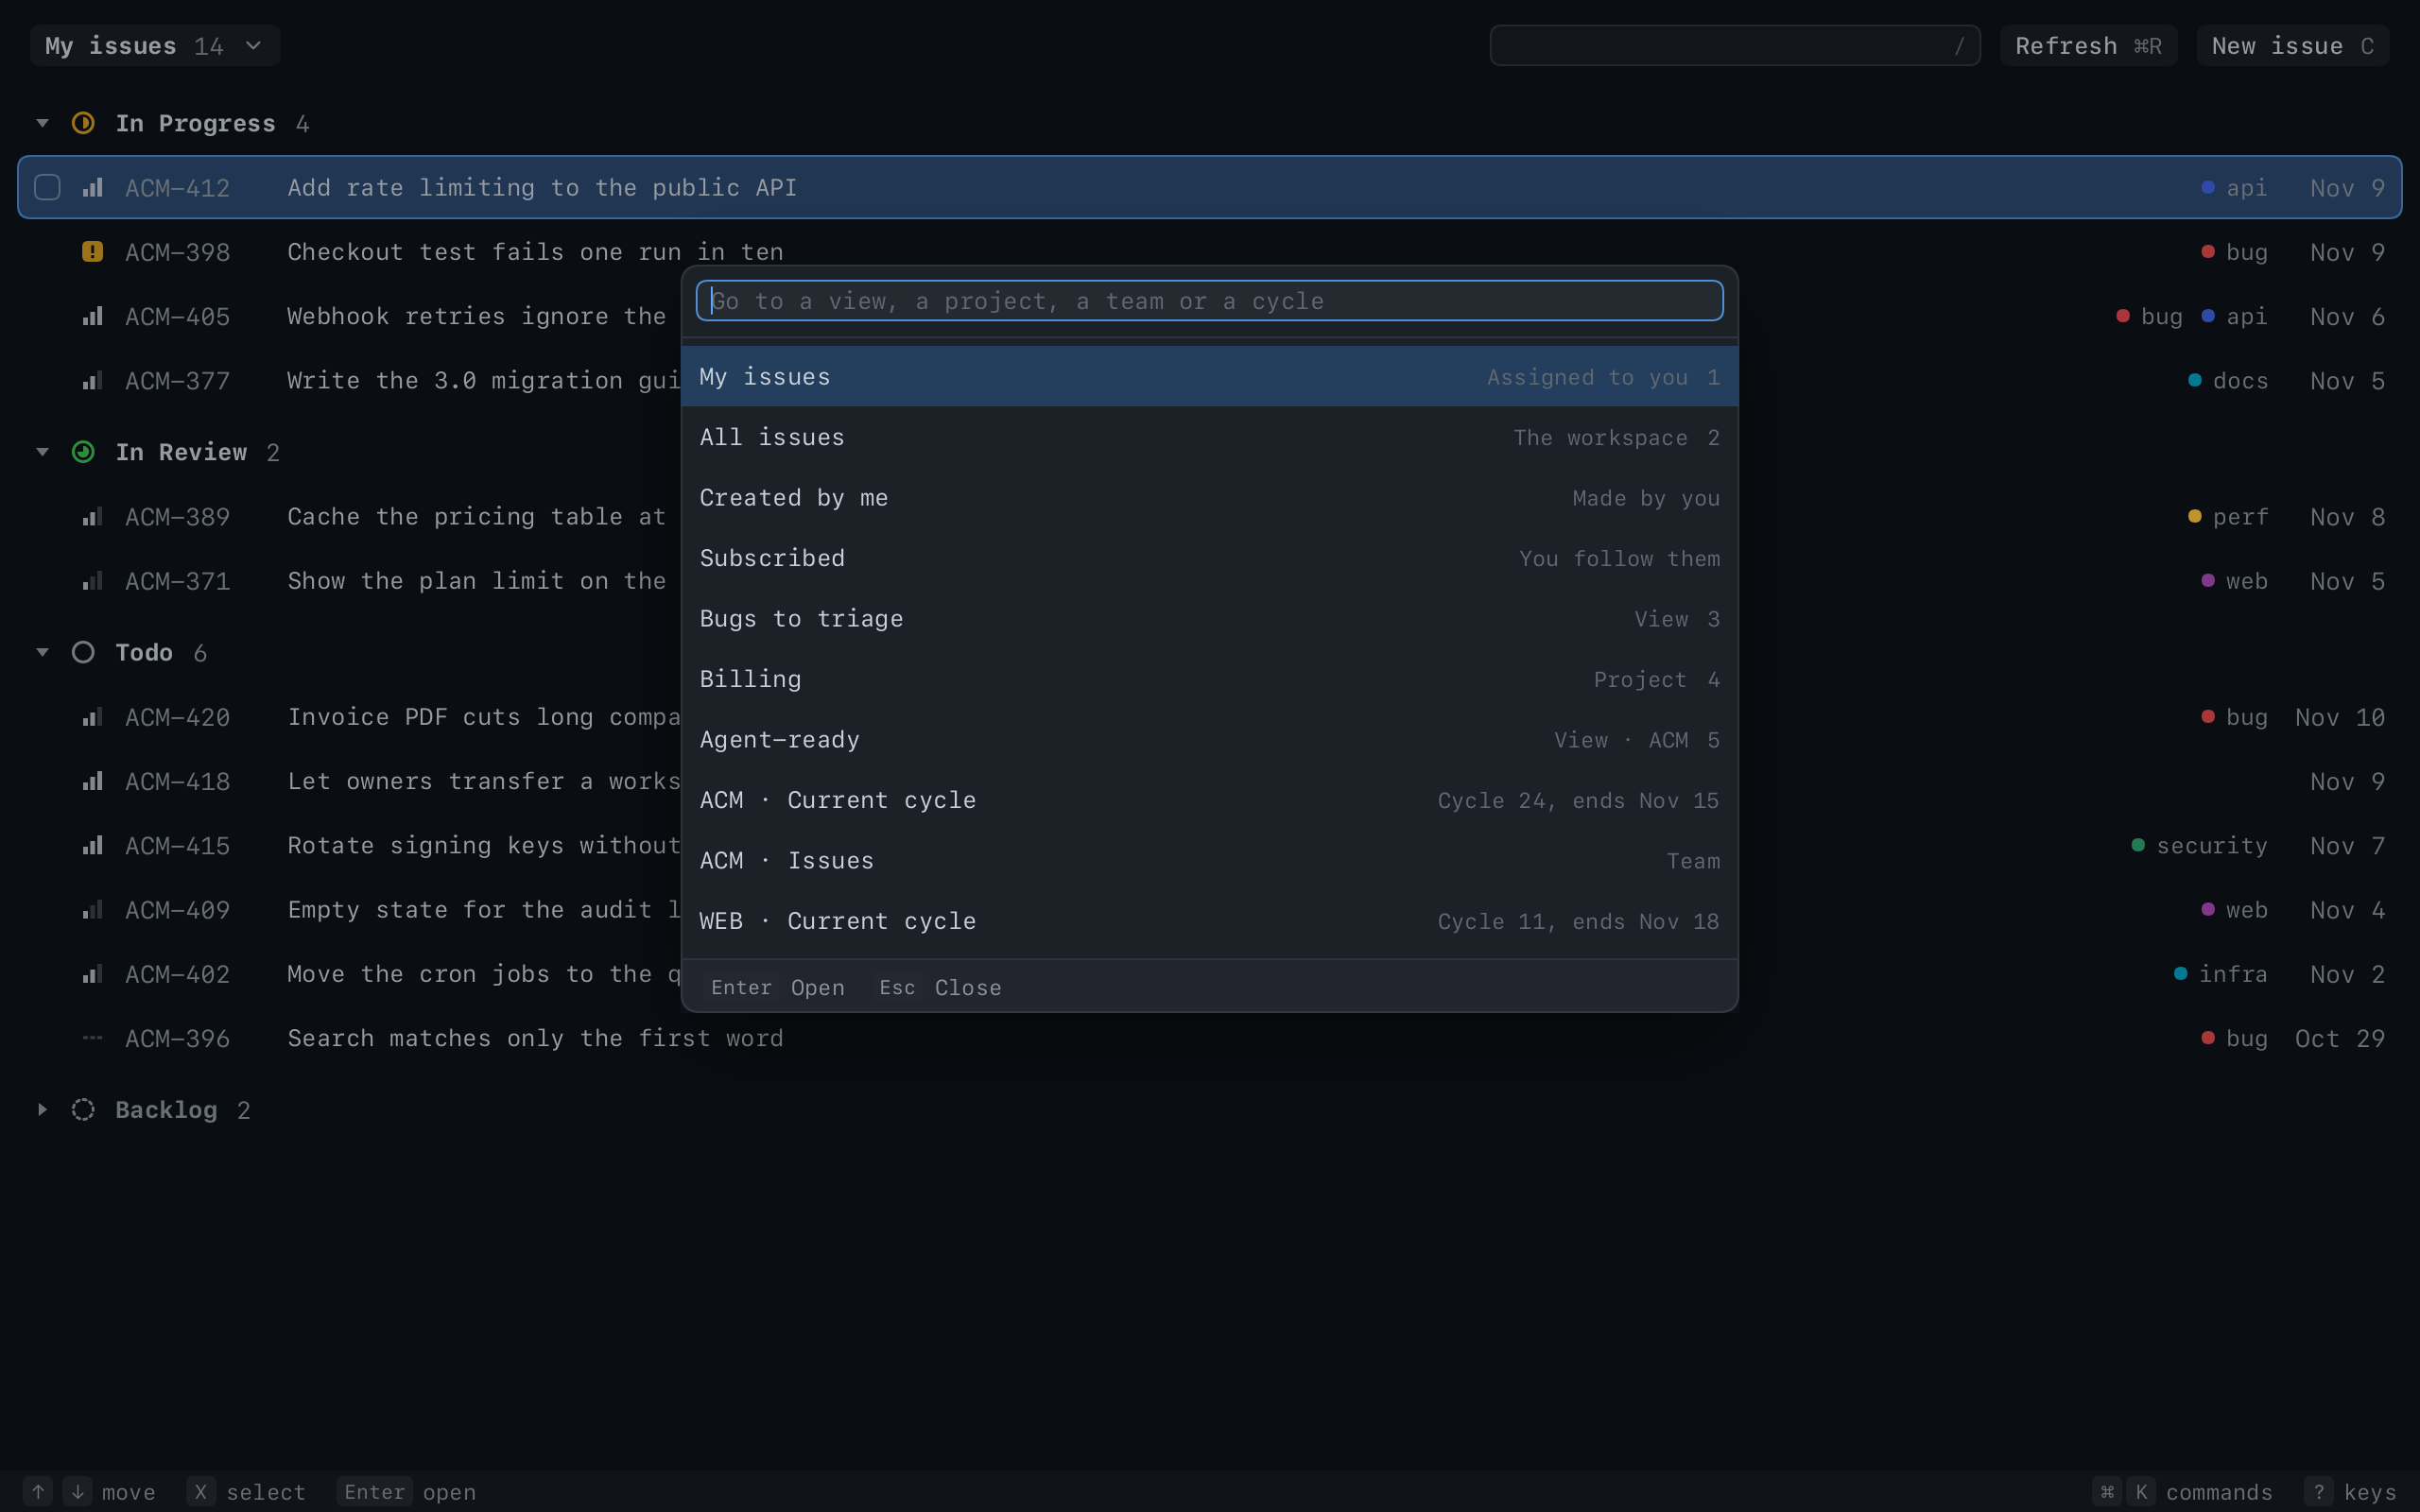 My issues 14 / Refresh ⌘R New issue C
In Progress 4
ACM-412 Add rate limiting to the public API api Nov 9
ACM-398 Checkout test fails one run in ten bug Nov 9
Go to a view, a project, a team or a cycle
ACM-405 Webhook retries ignore the bug api Nov 6
My issues Assigned to you 1
ACM-377 Write the 3.0 migration gui docs Nov 5
All issues The workspace 2
In Review 2
Created by me Made by you
ACM-389 Cache the pricing table at perf Nov 8
Subscribed You follow them
ACM-371 Show the plan limit on the web Nov 5
Bugs to triage View 3
Todo 6
Billing Project 4
ACM-420 Invoice PDF cuts long compa bug Nov 10
Agent-ready View · ACM 5
ACM-418 Let owners transfer a works Nov 9
ACM · Current cycle Cycle 24, ends Nov 15
ACM-415 Rotate signing keys without security Nov 7
ACM · Issues Team
ACM-409 Empty state for the audit l web Nov 4
WEB · Current cycle Cycle 11, ends Nov 18
ACM-402 Move the cron jobs to the q infra Nov 2
Enter Open Esc Close
ACM-396 Search matches only the first word bug Oct 29
Backlog 2
↑ ↓ move X select Enter open ⌘ K commands ? keys